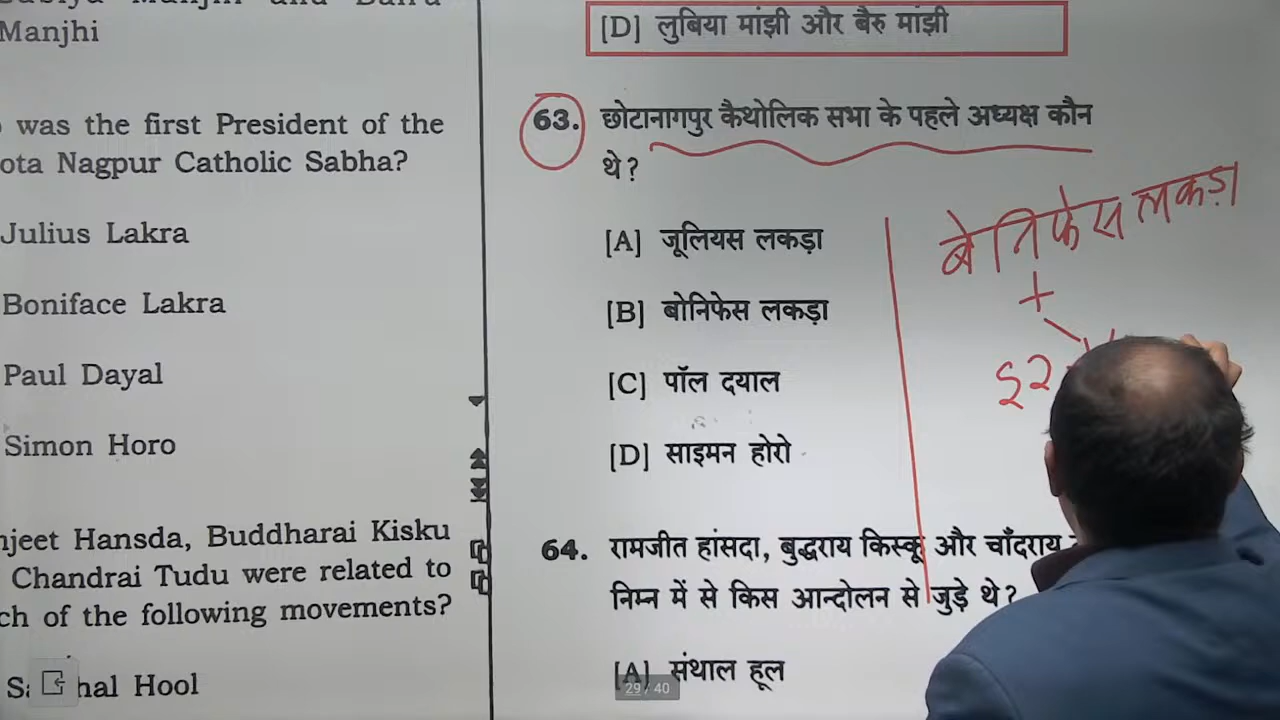 Manjhi
was the first President of the
ota Nagpur Catholic Sabha?
Julius Lakra
Boniface Lakra
Paul Dayal
Simon Horo
njeet Hansda, Buddharai Kisku
Chandrai Tudu were related to
ch of the following movements?
hal Hool
[D] लुबिया मांझी और बैरु मांझी
63. छोटानागपुर कैथोलिक सभा के पहले अध्यक्ष कौन
थे?
[A] जूलियस लकड़ा
[B] बोनिफेस लकड़ा
[C] पॉल दयाल
[D] साइमन होरो
64. रामजीत हांसदा, बुद्धराय किस्कू और चाँदराय
निम्न में से किस आन्दोलन से जुड़े थे?
[A] संथाल हूल
बेनिफेस लकड़ा
+
29 / 40